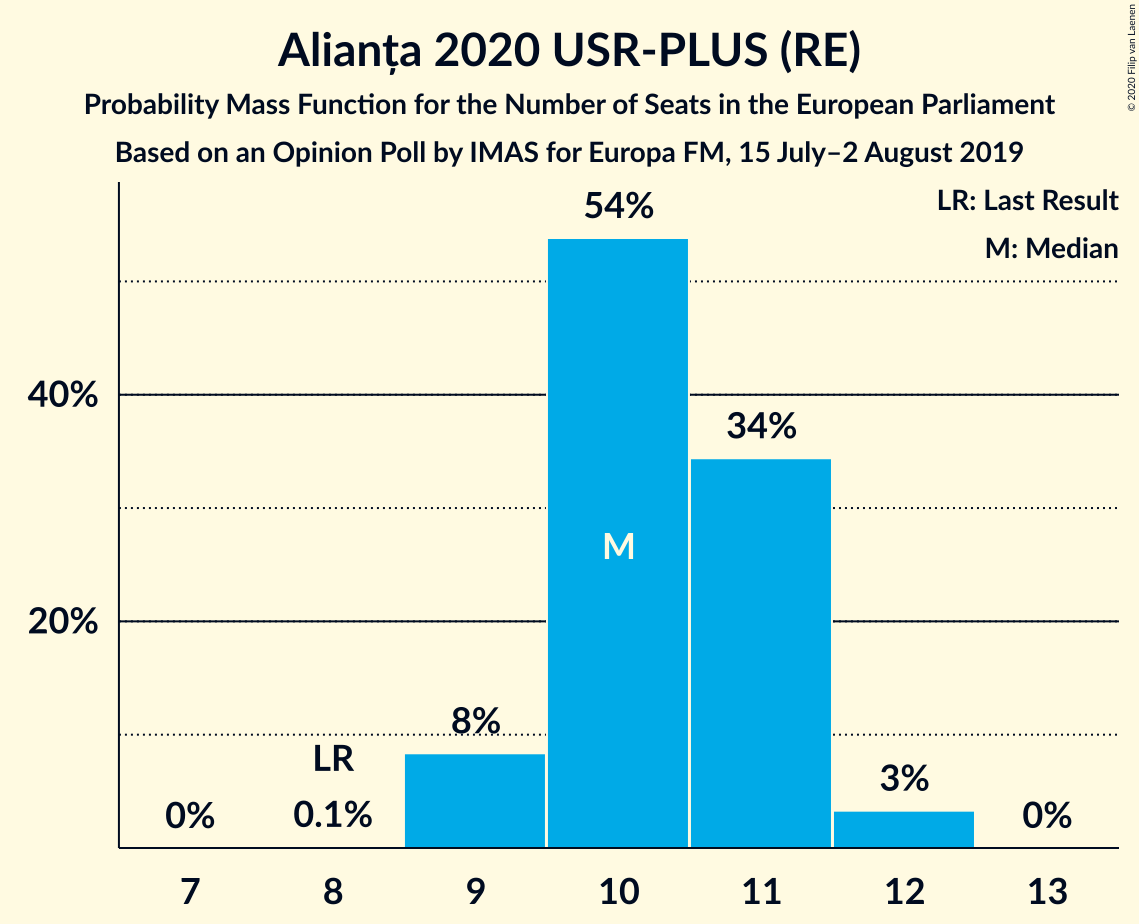 Alianța 2020 USR-PLUS (RE)
Probability Mass Function for the Number of Seats in the European Parliament
Based on an Opinion Poll by IMAS for Europa FM, 15 July–2 August 2019
© 2020 Filip van Laenen
LR: Last Result
M: Median
54%
40%
34%
M
20%
8%
LR
3%
0%
0.1%
0%
7 8 9 10 11 12 13